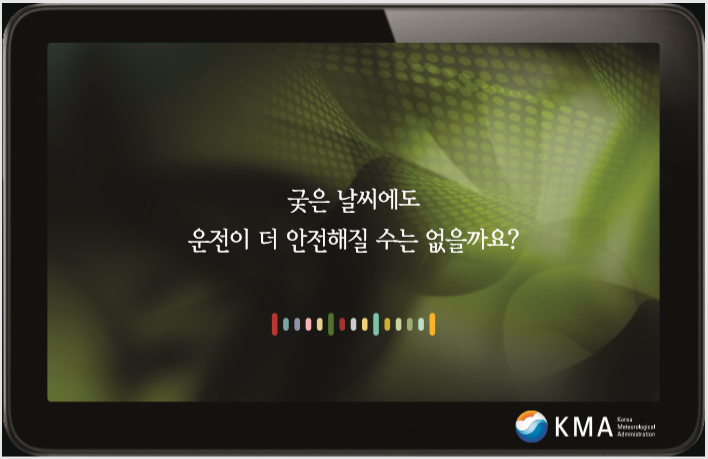 궂은 날씨에도
운전이 더 안전해질 수는 없을까요?
KMA
Korea
Meteorological
Administration